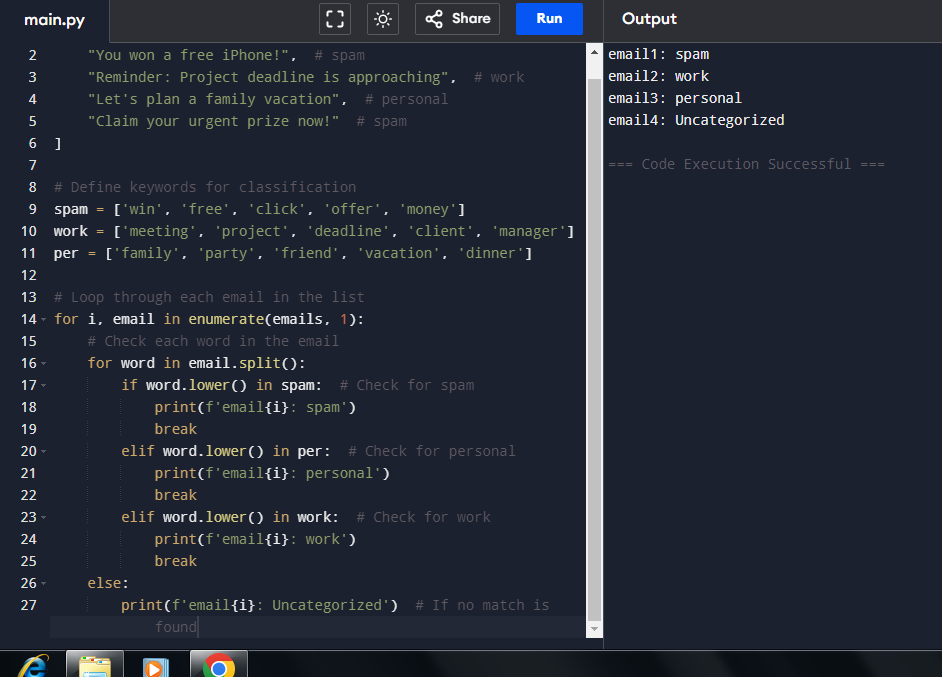 main.py
Share
Run
Output
2     "You won a free iPhone!",  # spam
3     "Reminder: Project deadline is approaching",  # work
4     "Let's plan a family vacation",  # personal
5     "Claim your urgent prize now!"  # spam
6 ]
7
8 # Define keywords for classification
9 spam = ['win', 'free', 'click', 'offer', 'money']
10 work = ['meeting', 'project', 'deadline', 'client', 'manager']
11 per = ['family', 'party', 'friend', 'vacation', 'dinner']
12
13 # Loop through each email in the list
14 for i, email in enumerate(emails, 1):
15     # Check each word in the email
16     for word in email.split():
17         if word.lower() in spam:  # Check for spam
18             print(f'email{i}: spam')
19             break
20         elif word.lower() in per:  # Check for personal
21             print(f'email{i}: personal')
22             break
23         elif word.lower() in work:  # Check for work
24             print(f'email{i}: work')
25             break
26     else:
27         print(f'email{i}: Uncategorized')  # If no match is
found
email1: spam
email2: work
email3: personal
email4: Uncategorized
=== Code Execution Successful ===